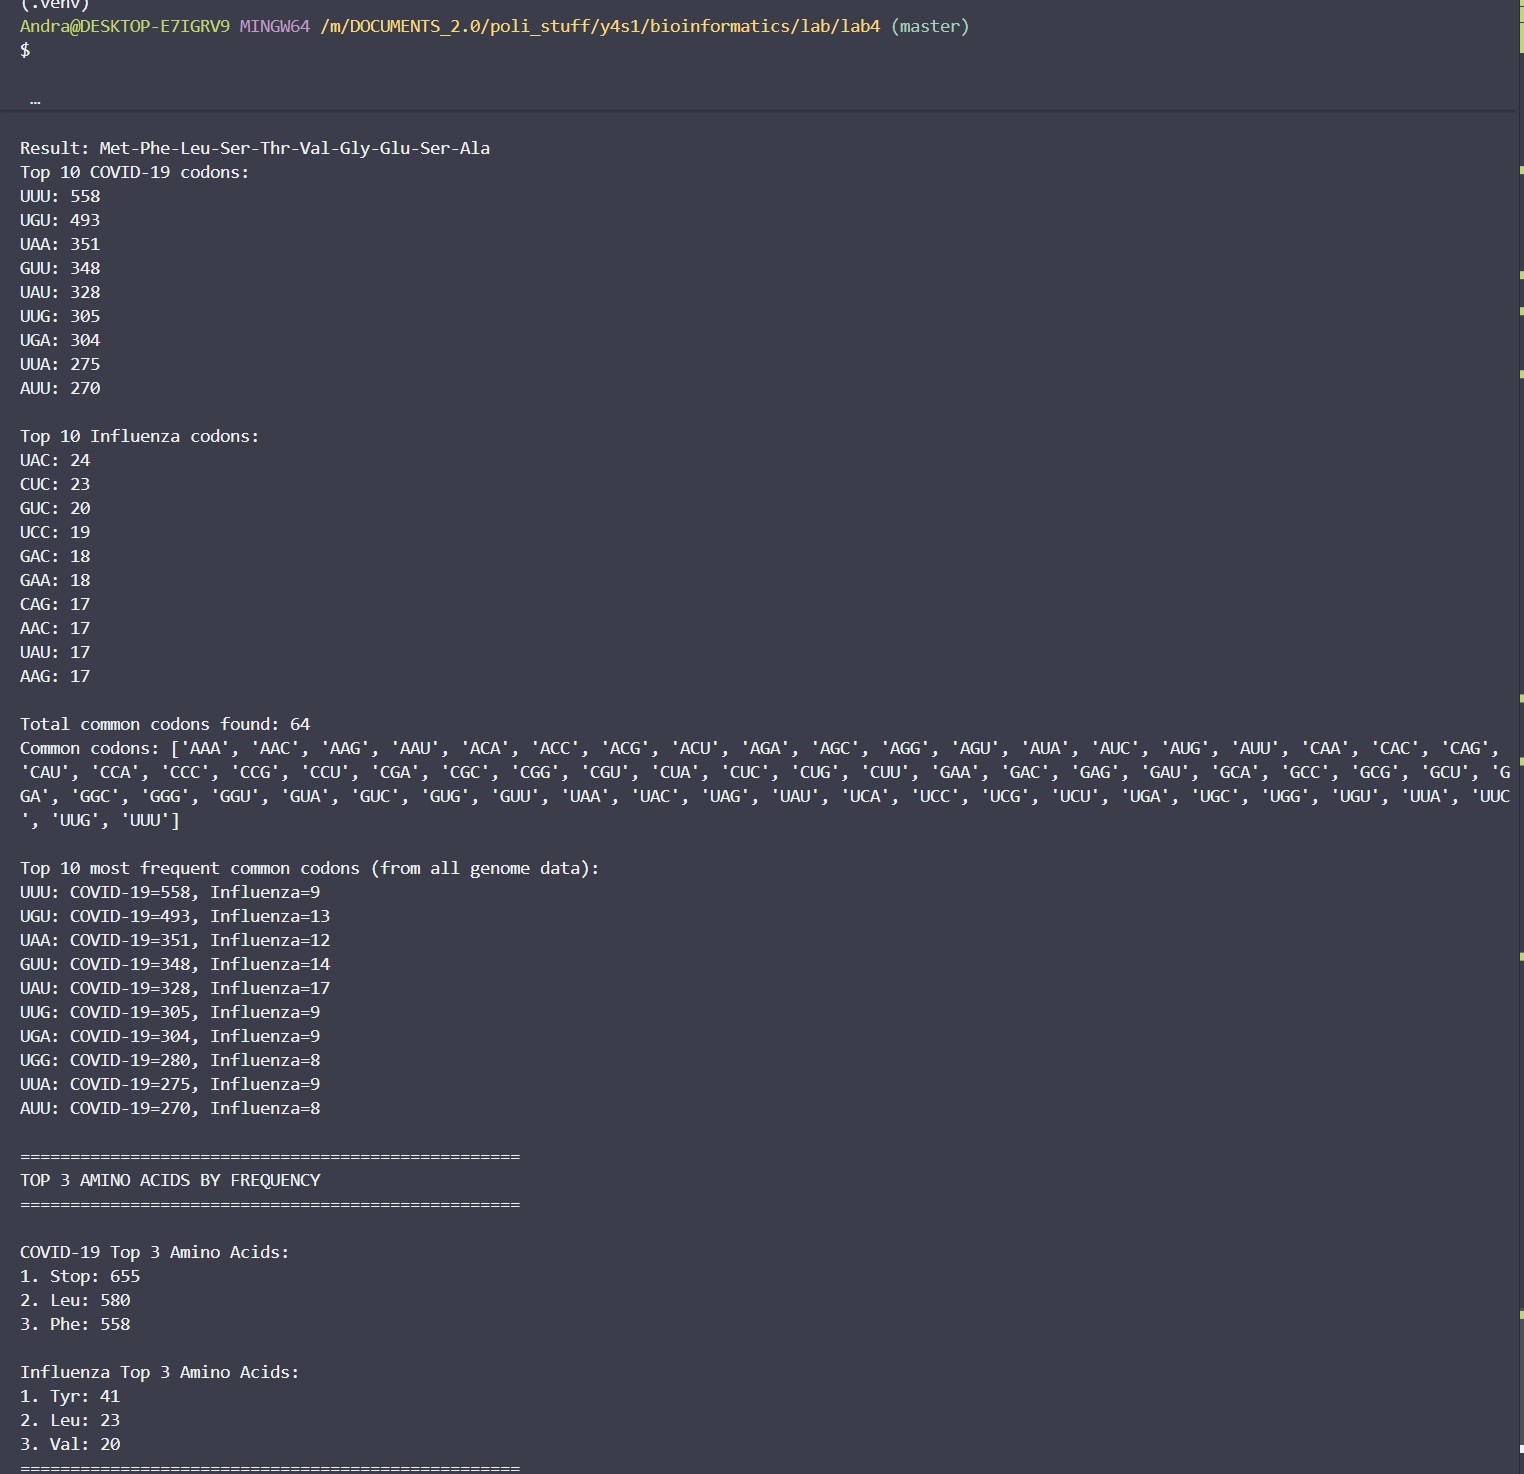 (.venv)
Andra@DESKTOP-E7IGRV9 MINGW64 /m/DOCUMENTS_2.0/poli_stuff/y4s1/bioinformatics/lab/lab4 (master)
$
…
Result: Met-Phe-Leu-Ser-Thr-Val-Gly-Glu-Ser-Ala
Top 10 COVID-19 codons:
UUU: 558
UGU: 493
UAA: 351
GUU: 348
UAU: 328
UUG: 305
UGA: 304
UUA: 275
AUU: 270
Top 10 Influenza codons:
UAC: 24
CUC: 23
GUC: 20
UCC: 19
GAC: 18
GAA: 18
CAG: 17
AAC: 17
UAU: 17
AAG: 17
Total common codons found: 64
Common codons: ['AAA', 'AAC', 'AAG', 'AAU', 'ACA', 'ACC', 'ACG', 'ACU', 'AGA', 'AGC', 'AGG', 'AGU', 'AUA', 'AUC', 'AUG', 'AUU', 'CAA', 'CAC', 'CAG',
'CAU', 'CCA', 'CCC', 'CCG', 'CCU', 'CGA', 'CGC', 'CGG', 'CGU', 'CUA', 'CUC', 'CUG', 'CUU', 'GAA', 'GAC', 'GAG', 'GAU', 'GCA', 'GCC', 'GCG', 'GCU', 'G
GA', 'GGC', 'GGG', 'GGU', 'GUA', 'GUC', 'GUG', 'GUU', 'UAA', 'UAC', 'UAG', 'UAU', 'UCA', 'UCC', 'UCG', 'UCU', 'UGA', 'UGC', 'UGG', 'UGU', 'UUA', 'UUC
', 'UUG', 'UUU']
Top 10 most frequent common codons (from all genome data):
UUU: COVID-19=558, Influenza=9
UGU: COVID-19=493, Influenza=13
UAA: COVID-19=351, Influenza=12
GUU: COVID-19=348, Influenza=14
UAU: COVID-19=328, Influenza=17
UUG: COVID-19=305, Influenza=9
UGA: COVID-19=304, Influenza=9
UGG: COVID-19=280, Influenza=8
UUA: COVID-19=275, Influenza=9
AUU: COVID-19=270, Influenza=8
==================================================
TOP 3 AMINO ACIDS BY FREQUENCY
==================================================
COVID-19 Top 3 Amino Acids:
1. Stop: 655
2. Leu: 580
3. Phe: 558
Influenza Top 3 Amino Acids:
1. Tyr: 41
2. Leu: 23
3. Val: 20
==================================================